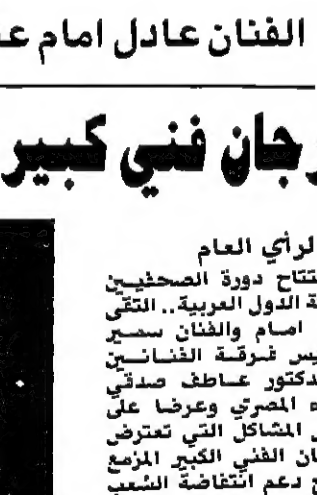 الفنان عادل امام
رجان فني كبير
لرأي العام
فتتاح دورة الصحفيين
ة الدول العربية.. التقى
امام والفنان سمير
يس فرقة الفنانين
دكتور عاطف صدقي
ء المصري وعرضا على
المشاكل التي تعترض
ان الفني الكبير المزمع
دعم انتفاضة الشعب